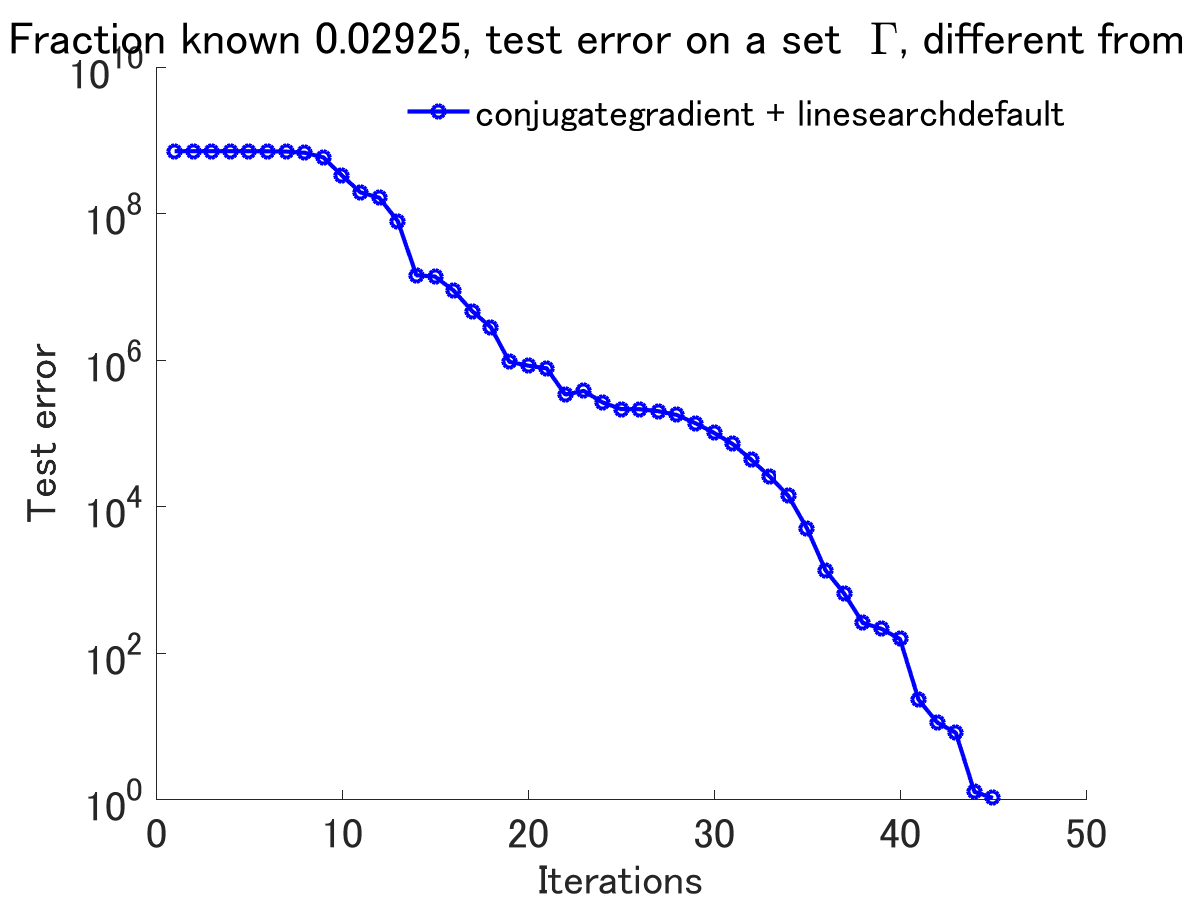 Fraction known 0.02925, test error on a set Γ, different from
10^10
conjugategradient + linesearchdefault
10^8
10^6
10^4
10^2
10^0
Test error
0 10 20 30 40 50
Iterations